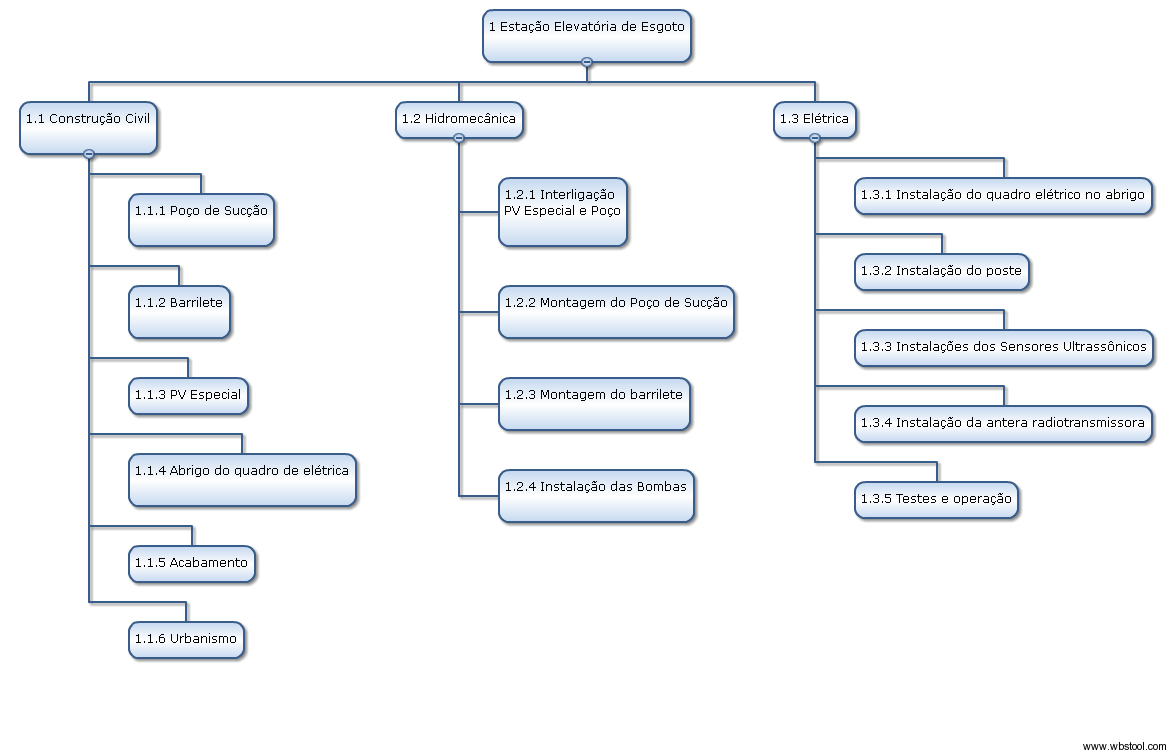 1 Estação Elevatória de Esgoto
1.1 Construção Civil
1.1.1 Poço de Sucção
1.1.2 Barrilete
1.1.3 PV Especial
1.1.4 Abrigo do quadro de elétrica
1.1.5 Acabamento
1.1.6 Urbanismo
1.2 Hidromecânica
1.2.1 Interligação
PV Especial e Poço
1.2.2 Montagem do Poço de Sucção
1.2.3 Montagem do barrilete
1.2.4 Instalação das Bombas
1.3 Elétrica
1.3.1 Instalação do quadro elétrico no abrigo
1.3.2 Instalação do poste
1.3.3 Instalações dos Sensores Ultrassônicos
1.3.4 Instalação da antera radiotransmissora
1.3.5 Testes e operação
www.wbstool.com